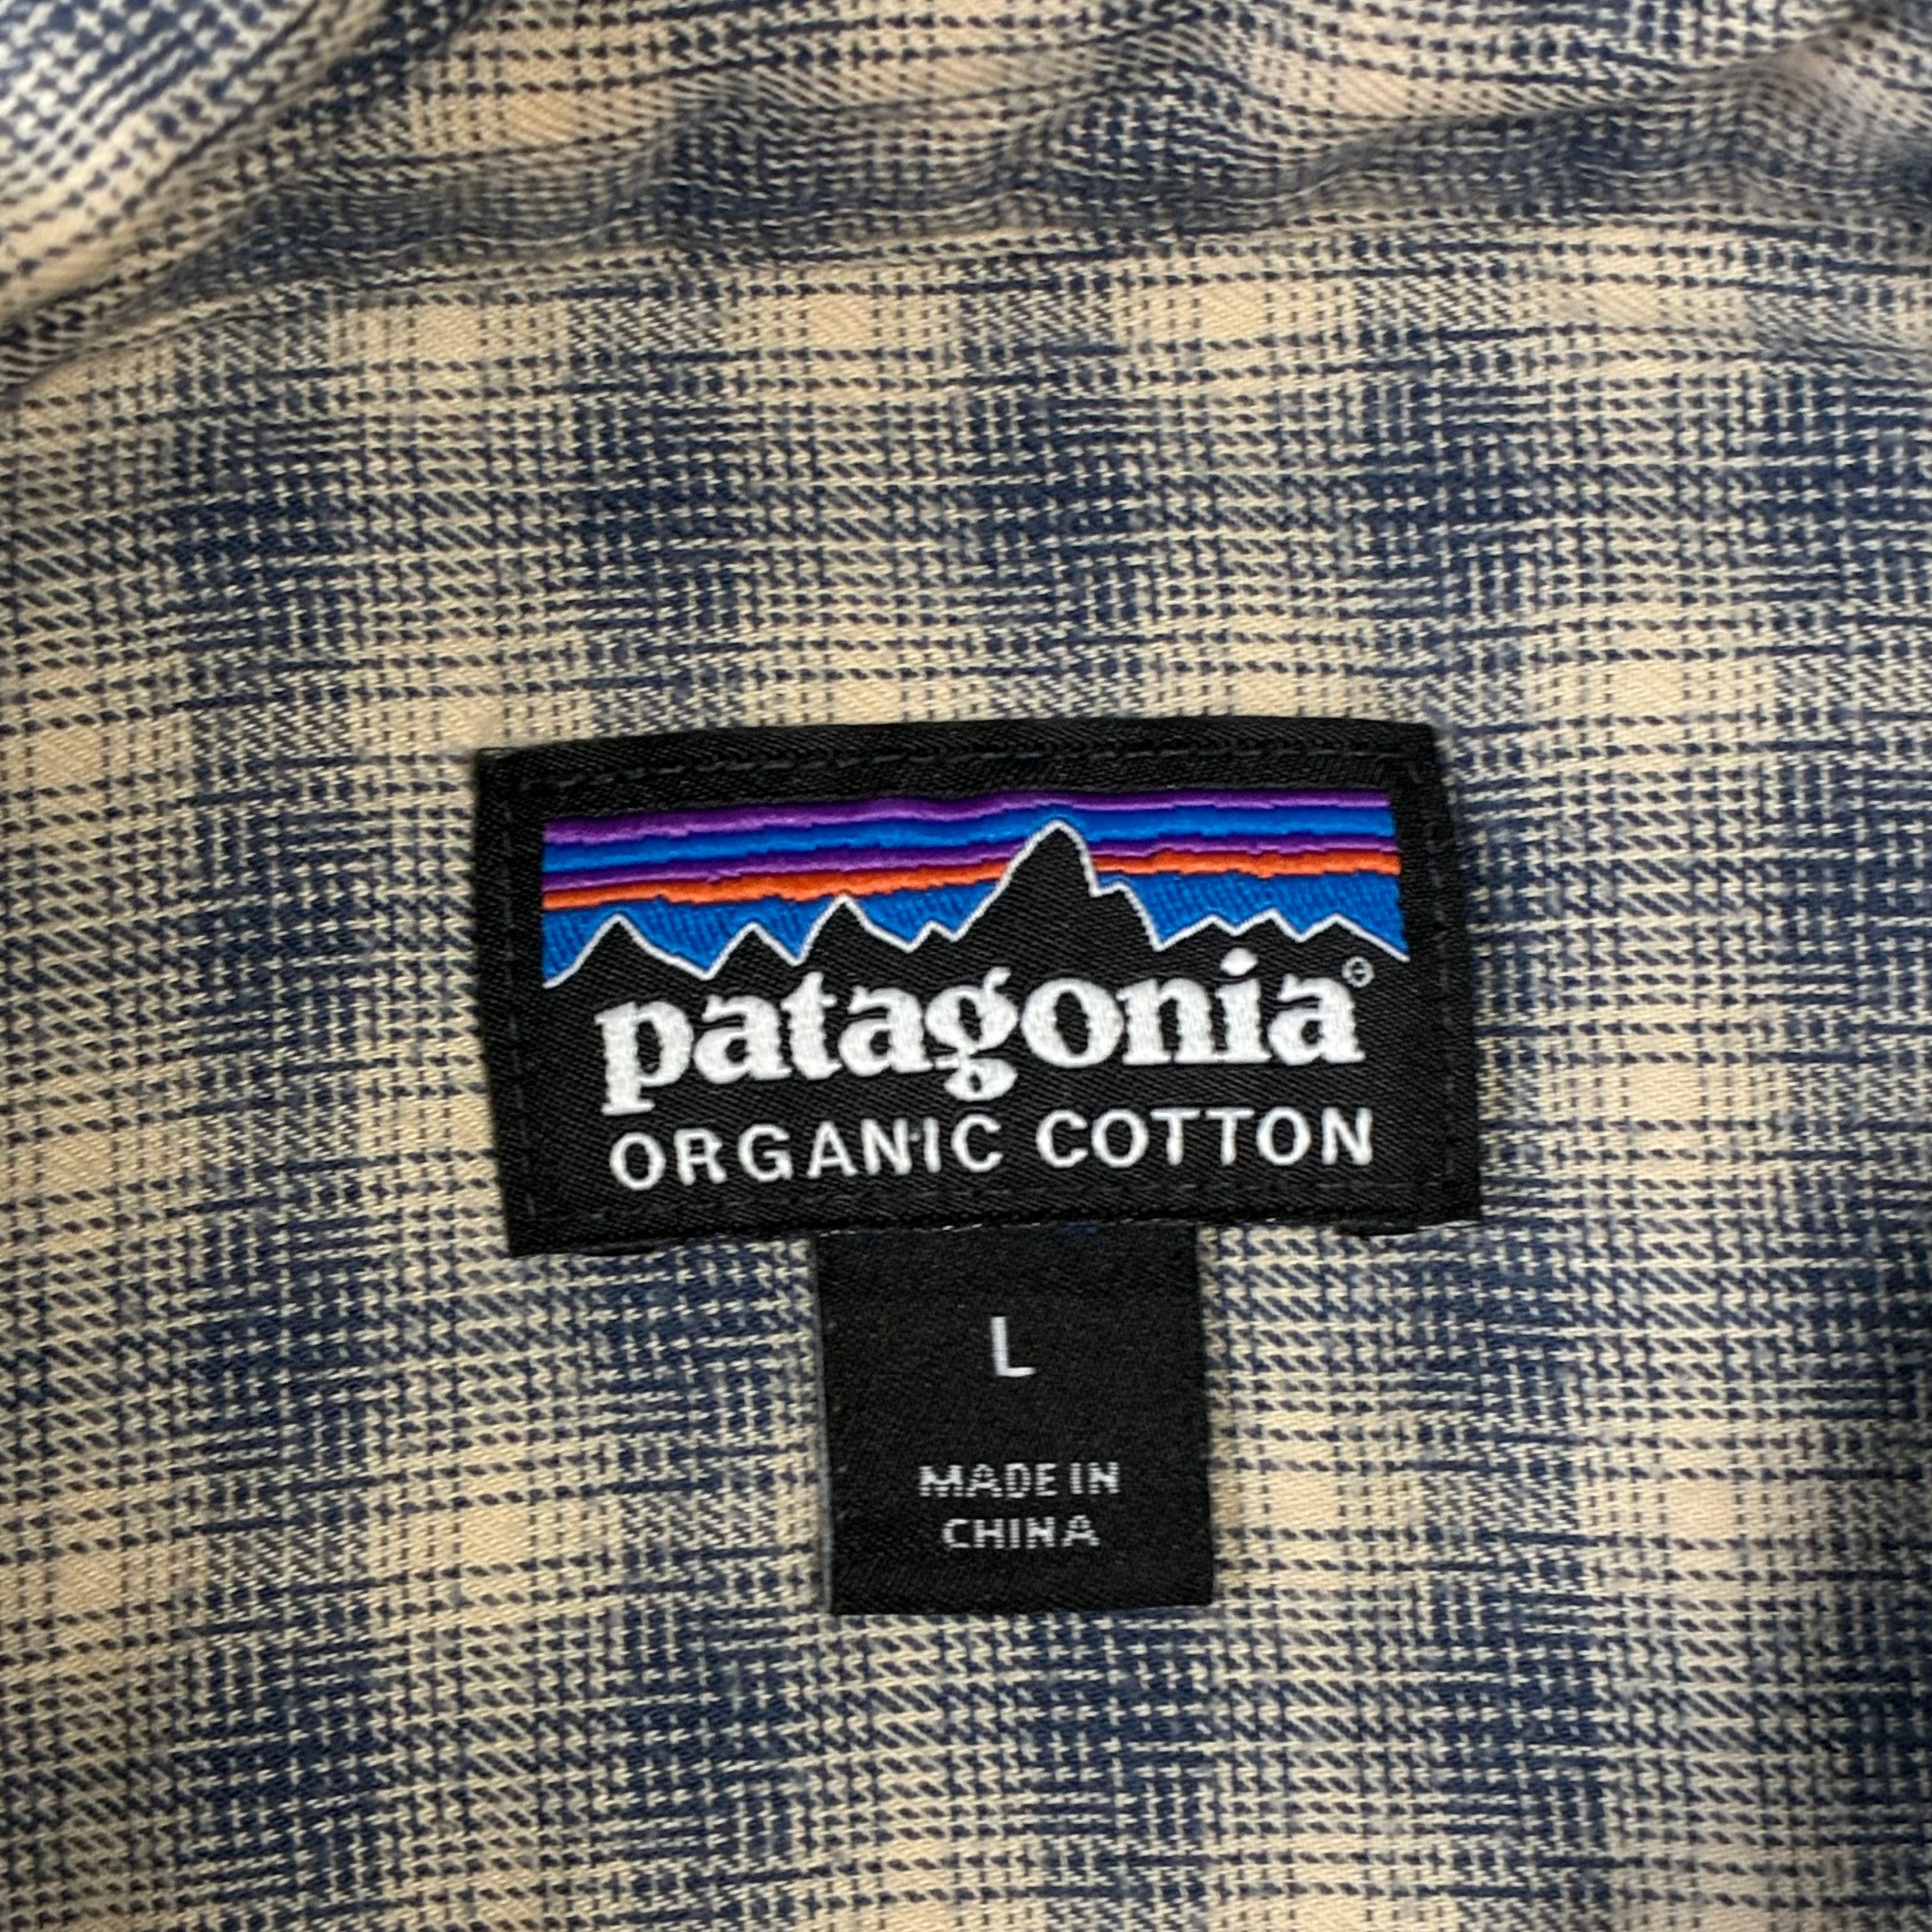 patagonia®
ORGANIC COTTON
L
MADE IN
CHINA